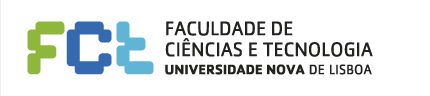 FCt
FACULDADE DE
CIÊNCIAS E TECNOLOGIA
UNIVERSIDADE NOVA DE LISBOA